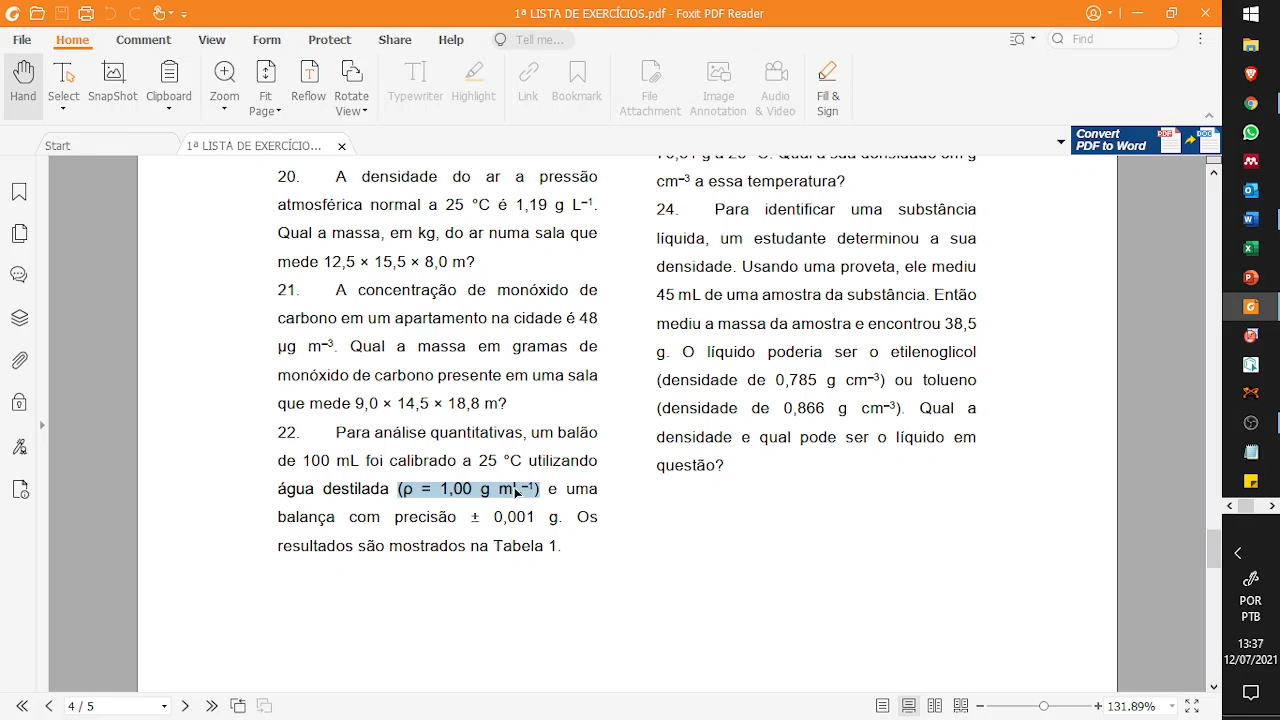 1ª LISTA DE EXERCÍCIOS.pdf - Foxit PDF Reader
File Home Comment View Form Protect Share Help Tell me... Find
Hand Select SnapShot Clipboard Zoom Fit Page Reflow Rotate View Typewriter Highlight Link Bookmark File Attachment Image Annotation Audio & Video Fill & Sign
Start 1ª LISTA DE EXERCÍCIO... Convert PDF to Word
20. A densidade do ar à pressão
atmosférica normal a 25 °C é 1,19 g L⁻¹.
Qual a massa, em kg, do ar numa sala que
mede 12,5 × 15,5 × 8,0 m?
21. A concentração de monóxido de
carbono em um apartamento na cidade é 48
µg m⁻³. Qual a massa em gramas de
monóxido de carbono presente em uma sala
que mede 9,0 × 14,5 × 18,8 m?
22. Para análise quantitativas, um balão
de 100 mL foi calibrado a 25 °C utilizando
água destilada (ρ = 1,00 g mL⁻¹) e uma
balança com precisão ± 0,001 g. Os
resultados são mostrados na Tabela 1.
cm⁻³ a essa temperatura?
24. Para identificar uma substância
líquida, um estudante determinou a sua
densidade. Usando uma proveta, ele mediu
45 mL de uma amostra da substância. Então
mediu a massa da amostra e encontrou 38,5
g. O líquido poderia ser o etilenoglicol
(densidade de 0,785 g cm⁻³) ou tolueno
(densidade de 0,866 g cm⁻³). Qual a
densidade e qual pode ser o líquido em
questão?
POR
PTB
13:37
12/07/2021
4 / 5 131.89%